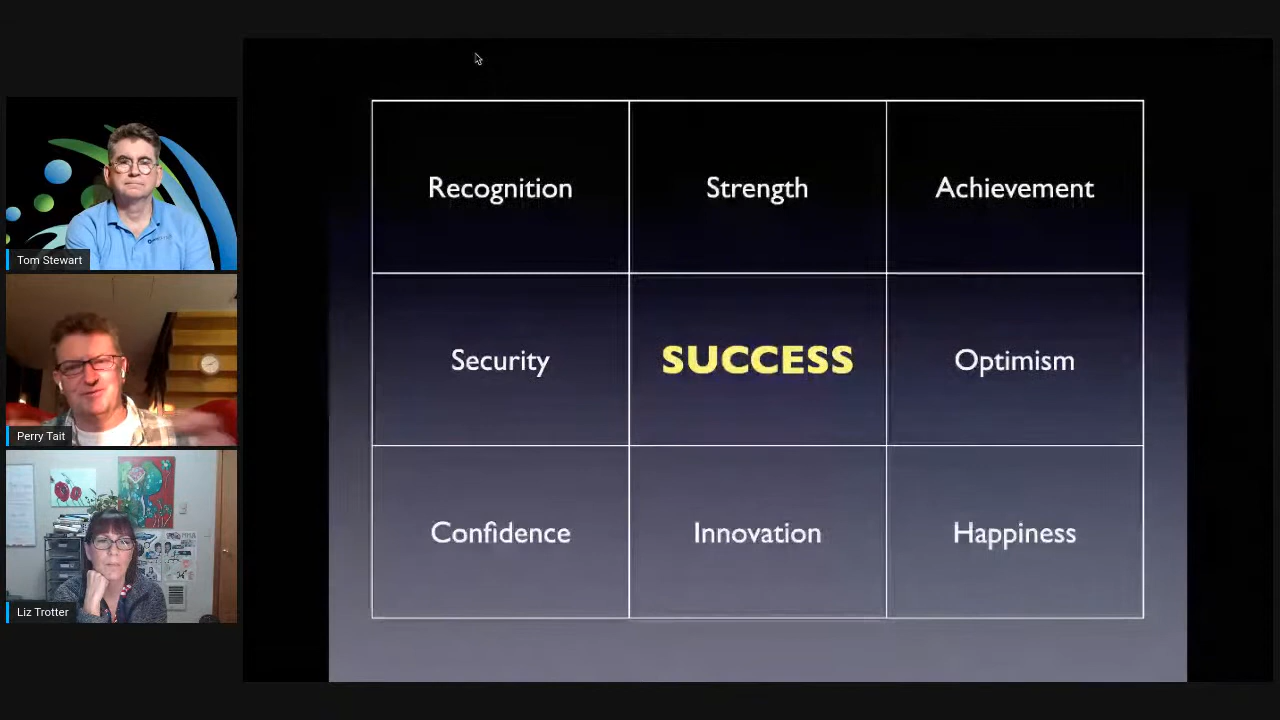 Tom Stewart
Perry Tait
Liz Trotter
Recognition
Strength
Achievement
Security
SUCCESS
Optimism
Confidence
Innovation
Happiness